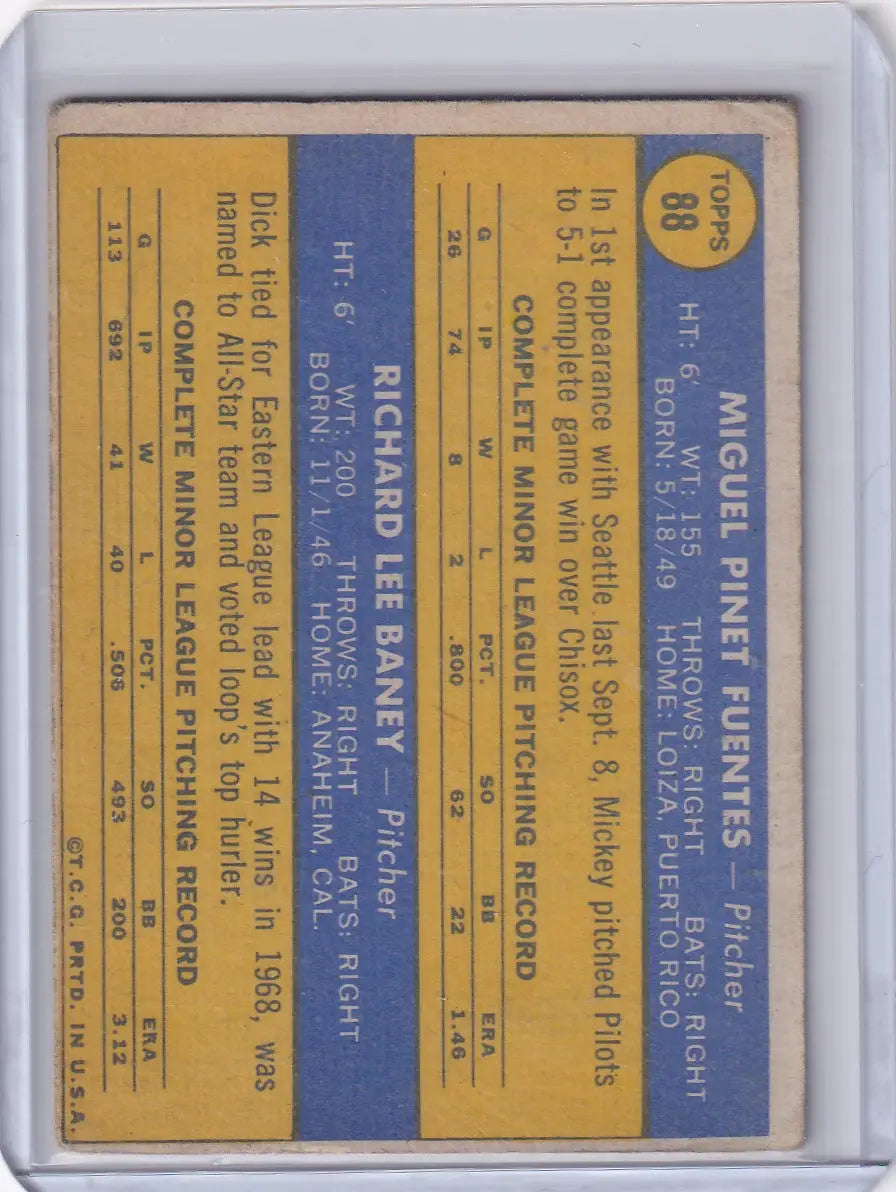 TOPPS
88
MIGUEL PINET FUENTES — Pitcher
HT: 6' WT: 155 THROWS: RIGHT BATS: RIGHT
BORN: 5/18/49 HOME: LOIZA, PUERTO RICO
In 1st appearance with Seattle last Sept. 8, Mickey pitched Pilots
to 5-1 complete game win over Chisox.
COMPLETE MINOR LEAGUE PITCHING RECORD
G IP W L PCT. SO BB ERA
26 74 8 2 .800 62 22 1.46
RICHARD LEE BANEY — Pitcher
HT: 6' WT: 200 THROWS: RIGHT BATS: RIGHT
BORN: 11/1/46 HOME: ANAHEIM, CAL.
Dick tied for Eastern League lead with 14 wins in 1968, was
named to All-Star team and voted loop's top hurler.
COMPLETE MINOR LEAGUE PITCHING RECORD
G IP W L PCT. SO BB ERA
113 692 41 40 .506 493 200 3.12
©T.C.G. PRTD. IN U.S.A.